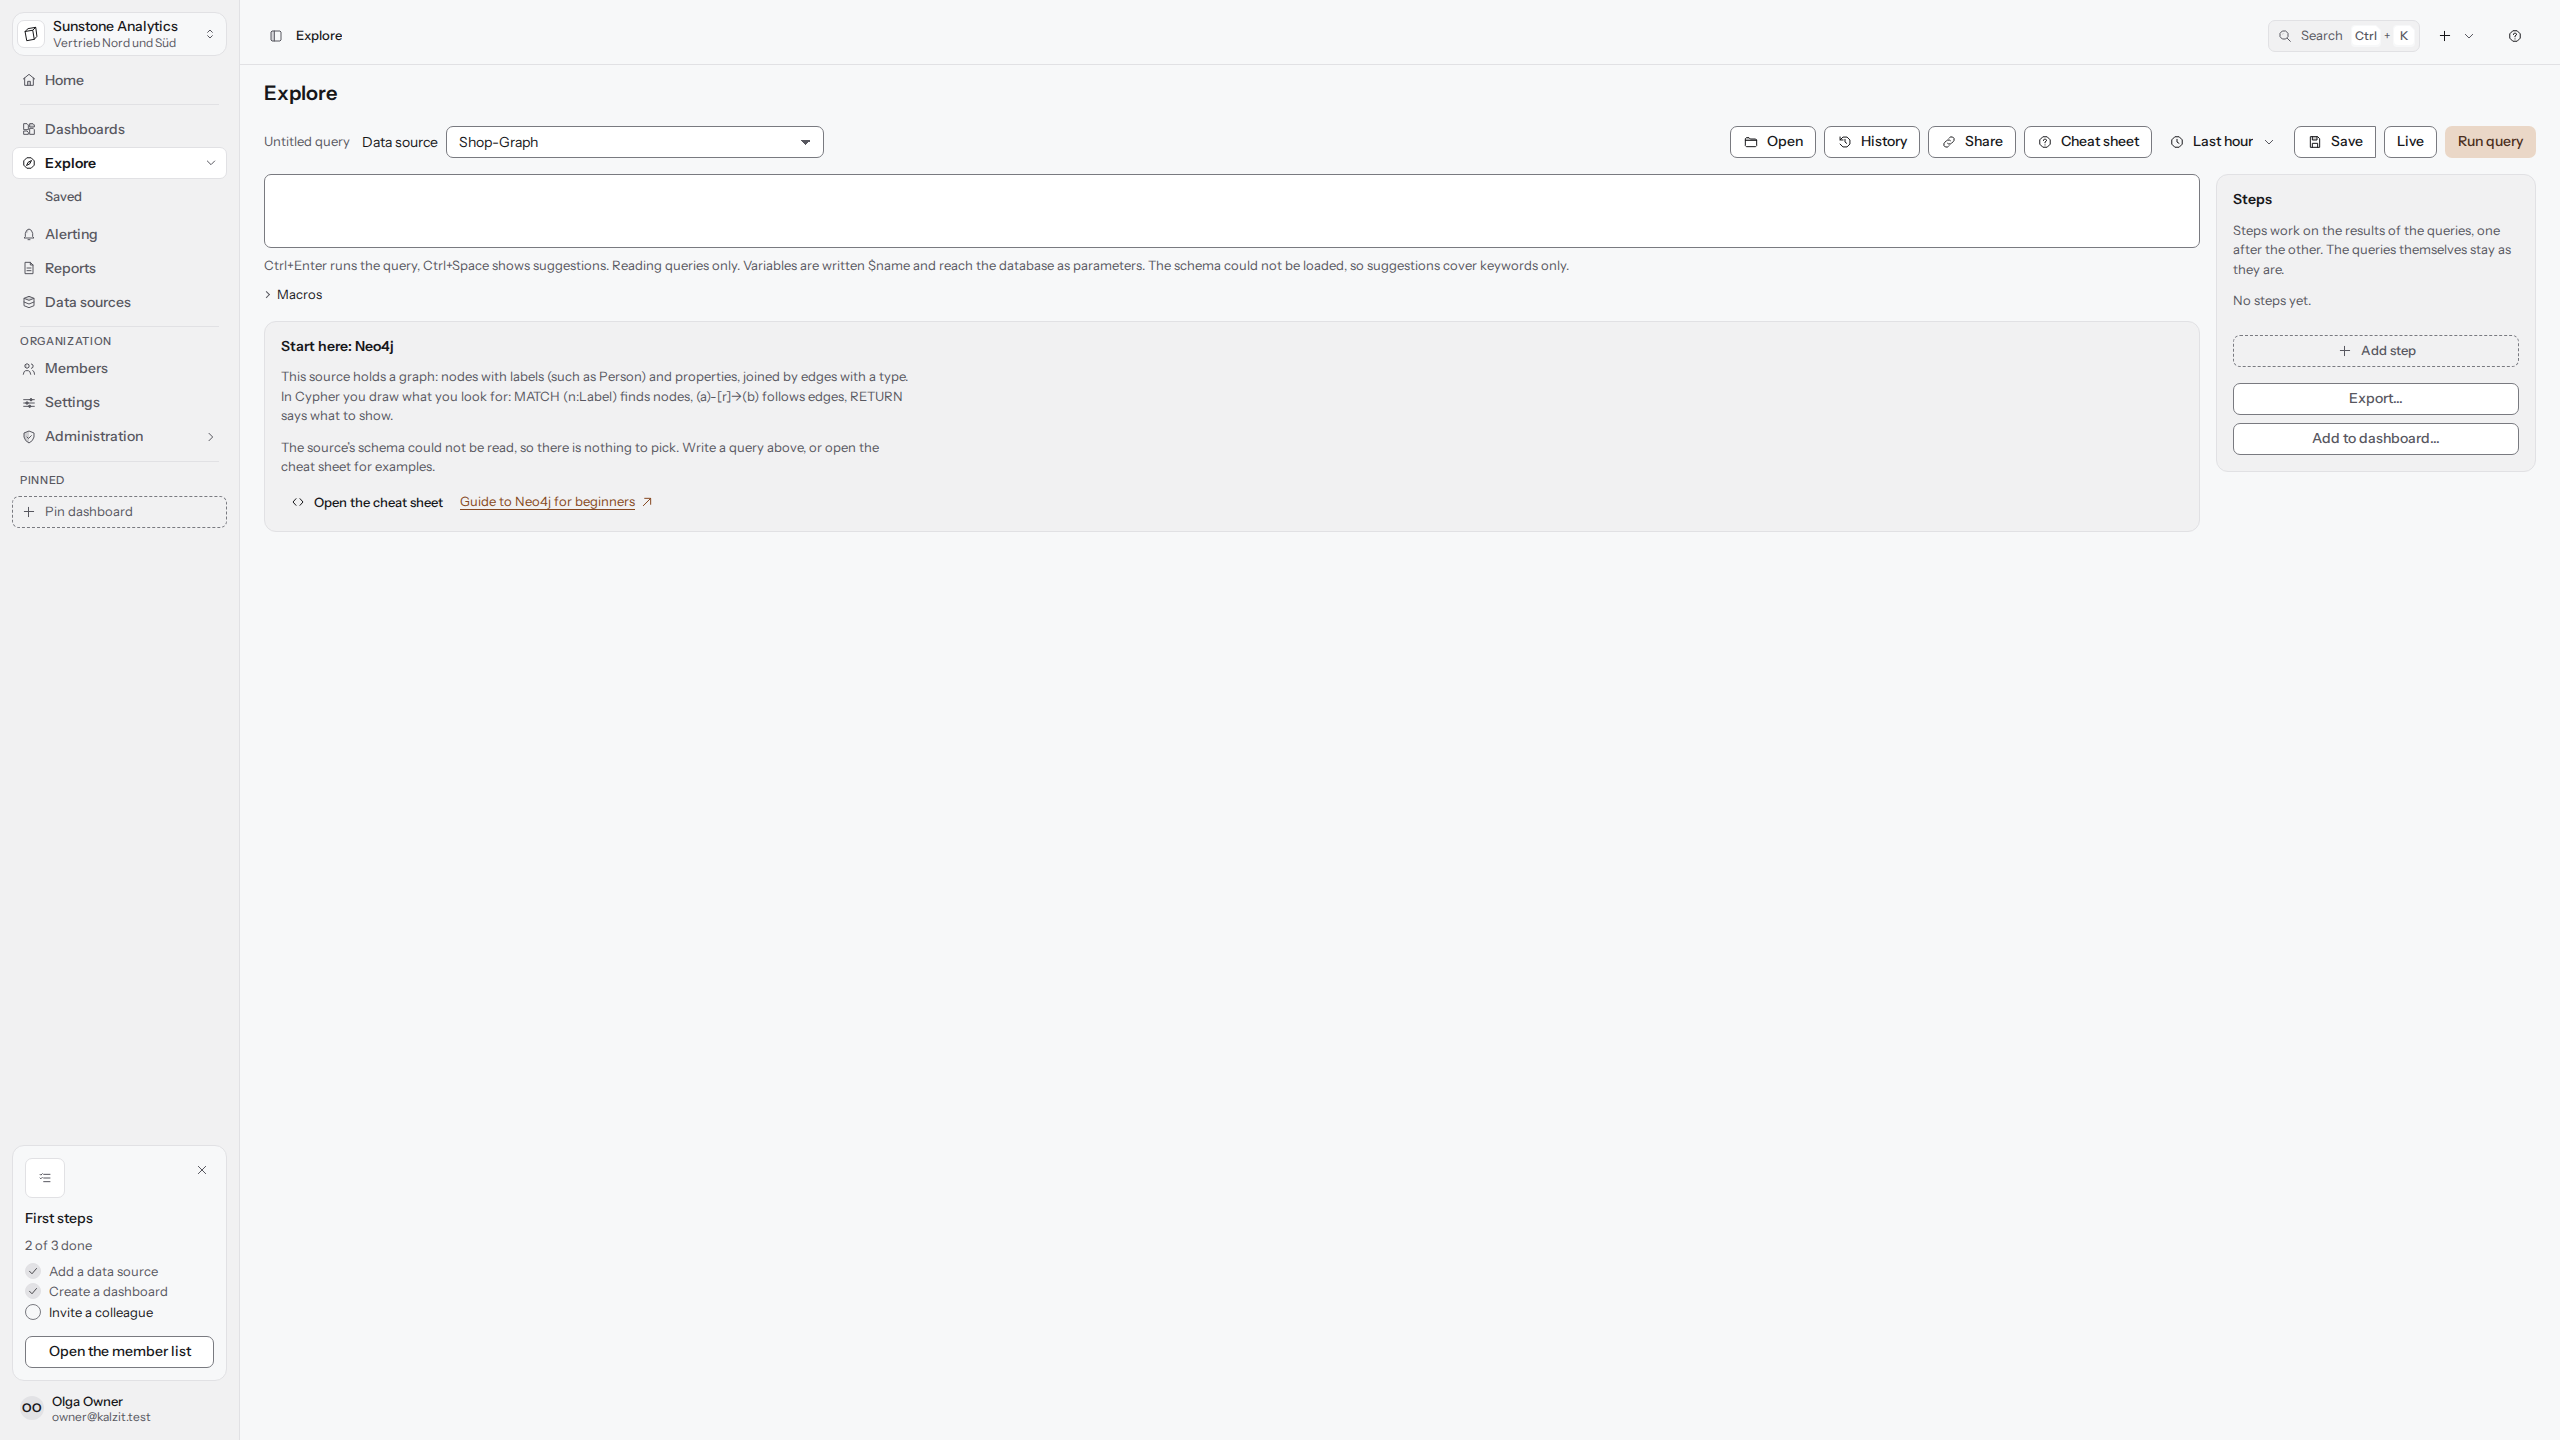 Sunstone Analytics
Vertrieb Nord und Süd
Home
Dashboards
Explore
Saved
Alerting
Reports
Data sources
ORGANIZATION
Members
Settings
Administration
PINNED
Pin dashboard
First steps
2 of 3 done
Add a data source
Create a dashboard
Invite a colleague
Open the member list
OO
Olga Owner
owner@kalzit.test
Explore
Search Ctrl + K
Explore
Untitled query Data source Shop-Graph
Open History Share Cheat sheet Last hour Save Live Run query
Ctrl+Enter runs the query, Ctrl+Space shows suggestions. Reading queries only. Variables are written $name and reach the database as parameters. The schema could not be loaded, so suggestions cover keywords only.
Macros
Start here: Neo4j
This source holds a graph: nodes with labels (such as Person) and properties, joined by edges with a type.
In Cypher you draw what you look for: MATCH (n:Label) finds nodes, (a)-[r]->(b) follows edges, RETURN
says what to show.
The source's schema could not be read, so there is nothing to pick. Write a query above, or open the
cheat sheet for examples.
Open the cheat sheet Guide to Neo4j for beginners
Steps
Steps work on the results of the queries, one
after the other. The queries themselves stay as
they are.
No steps yet.
Add step
Export...
Add to dashboard...